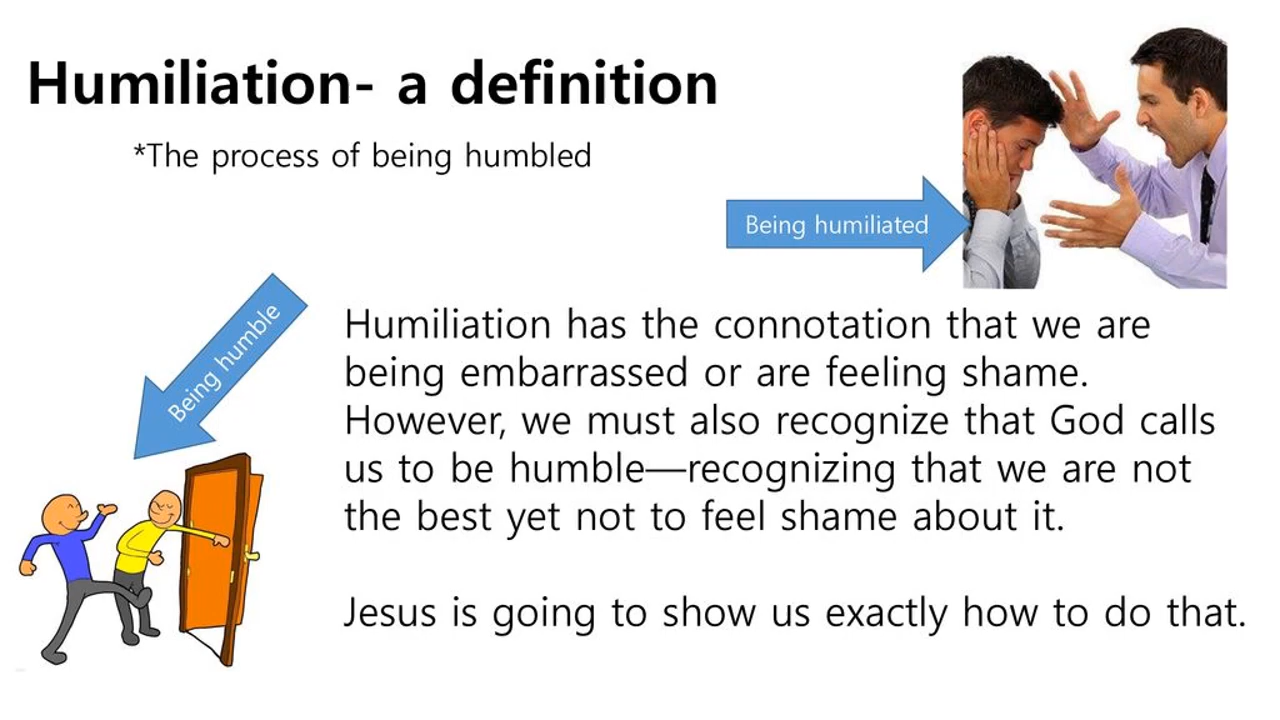 Humiliation- a definition
*The process of being humbled
Being humiliated
Being humble
Humiliation has the connotation that we are
being embarrassed or are feeling shame.
However, we must also recognize that God calls
us to be humble—recognizing that we are not
the best yet not to feel shame about it.
Jesus is going to show us exactly how to do that.